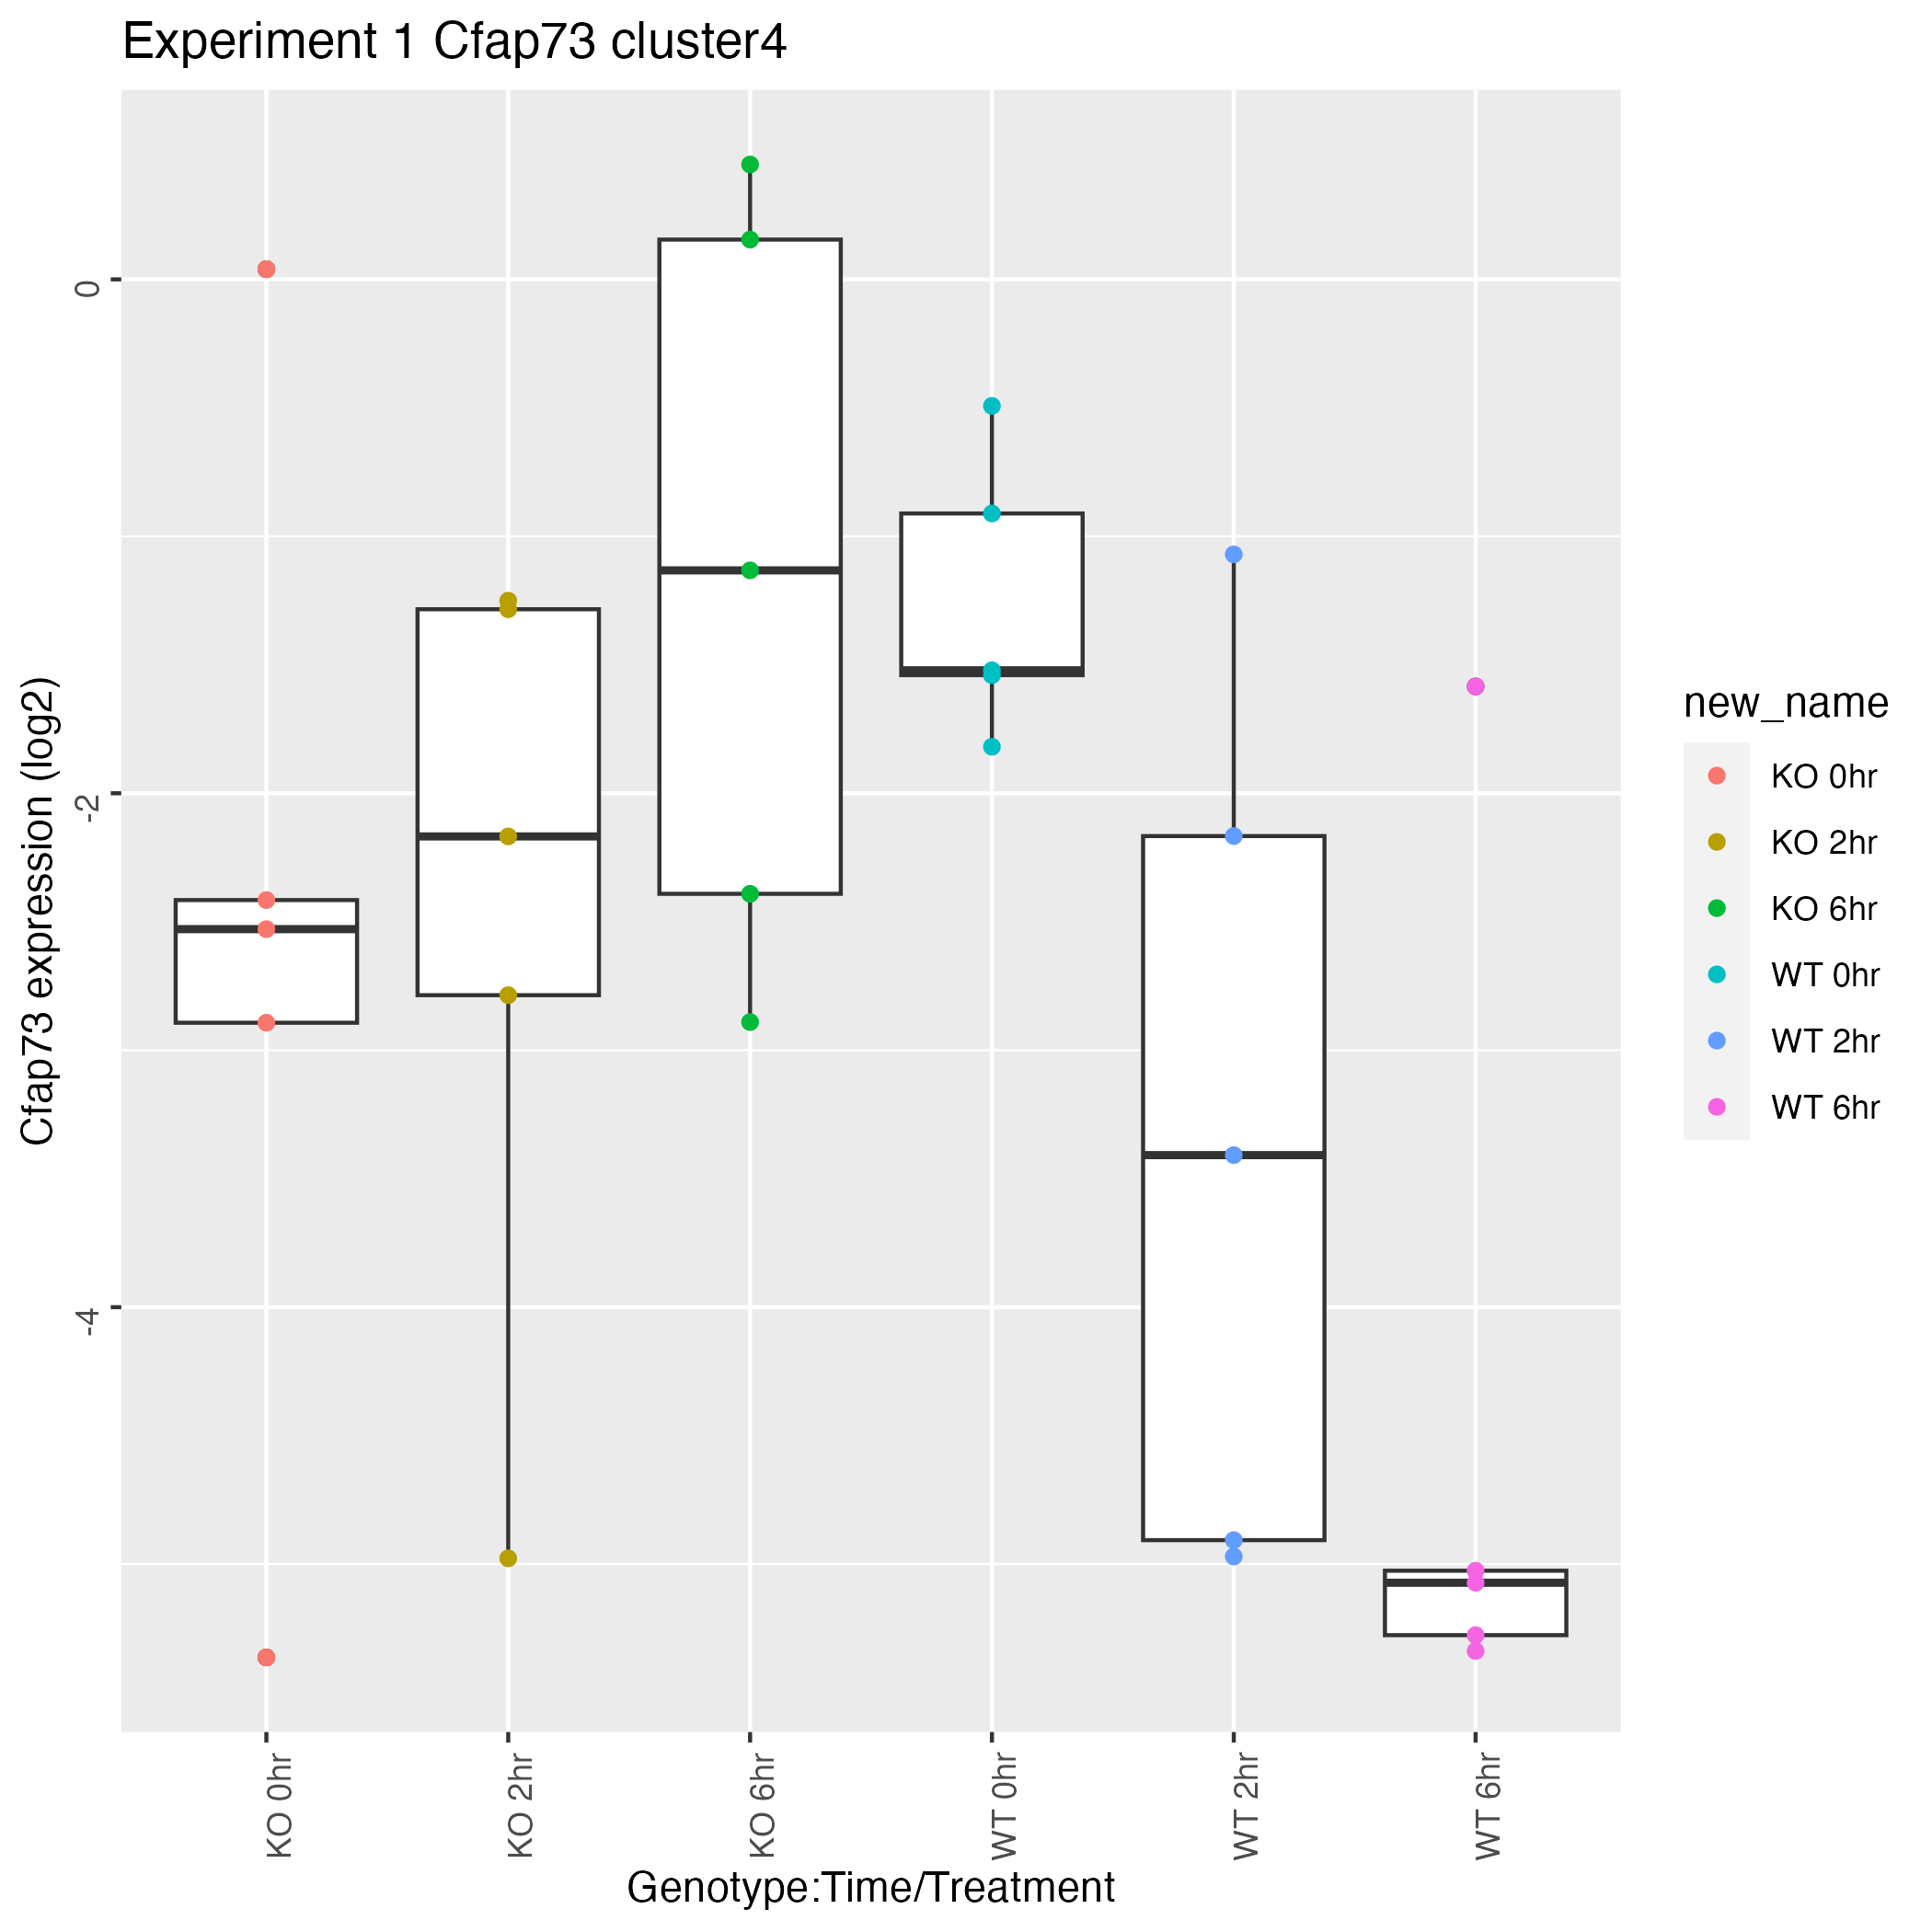 Experiment 1 Cfap73 cluster4
Cfap73 expression (log2)
0
-2
-4
KO 0hr
KO 2hr
KO 6hr
WT 0hr
WT 2hr
WT 6hr
Genotype:Time/Treatment
new_name
KO 0hr
KO 2hr
KO 6hr
WT 0hr
WT 2hr
WT 6hr